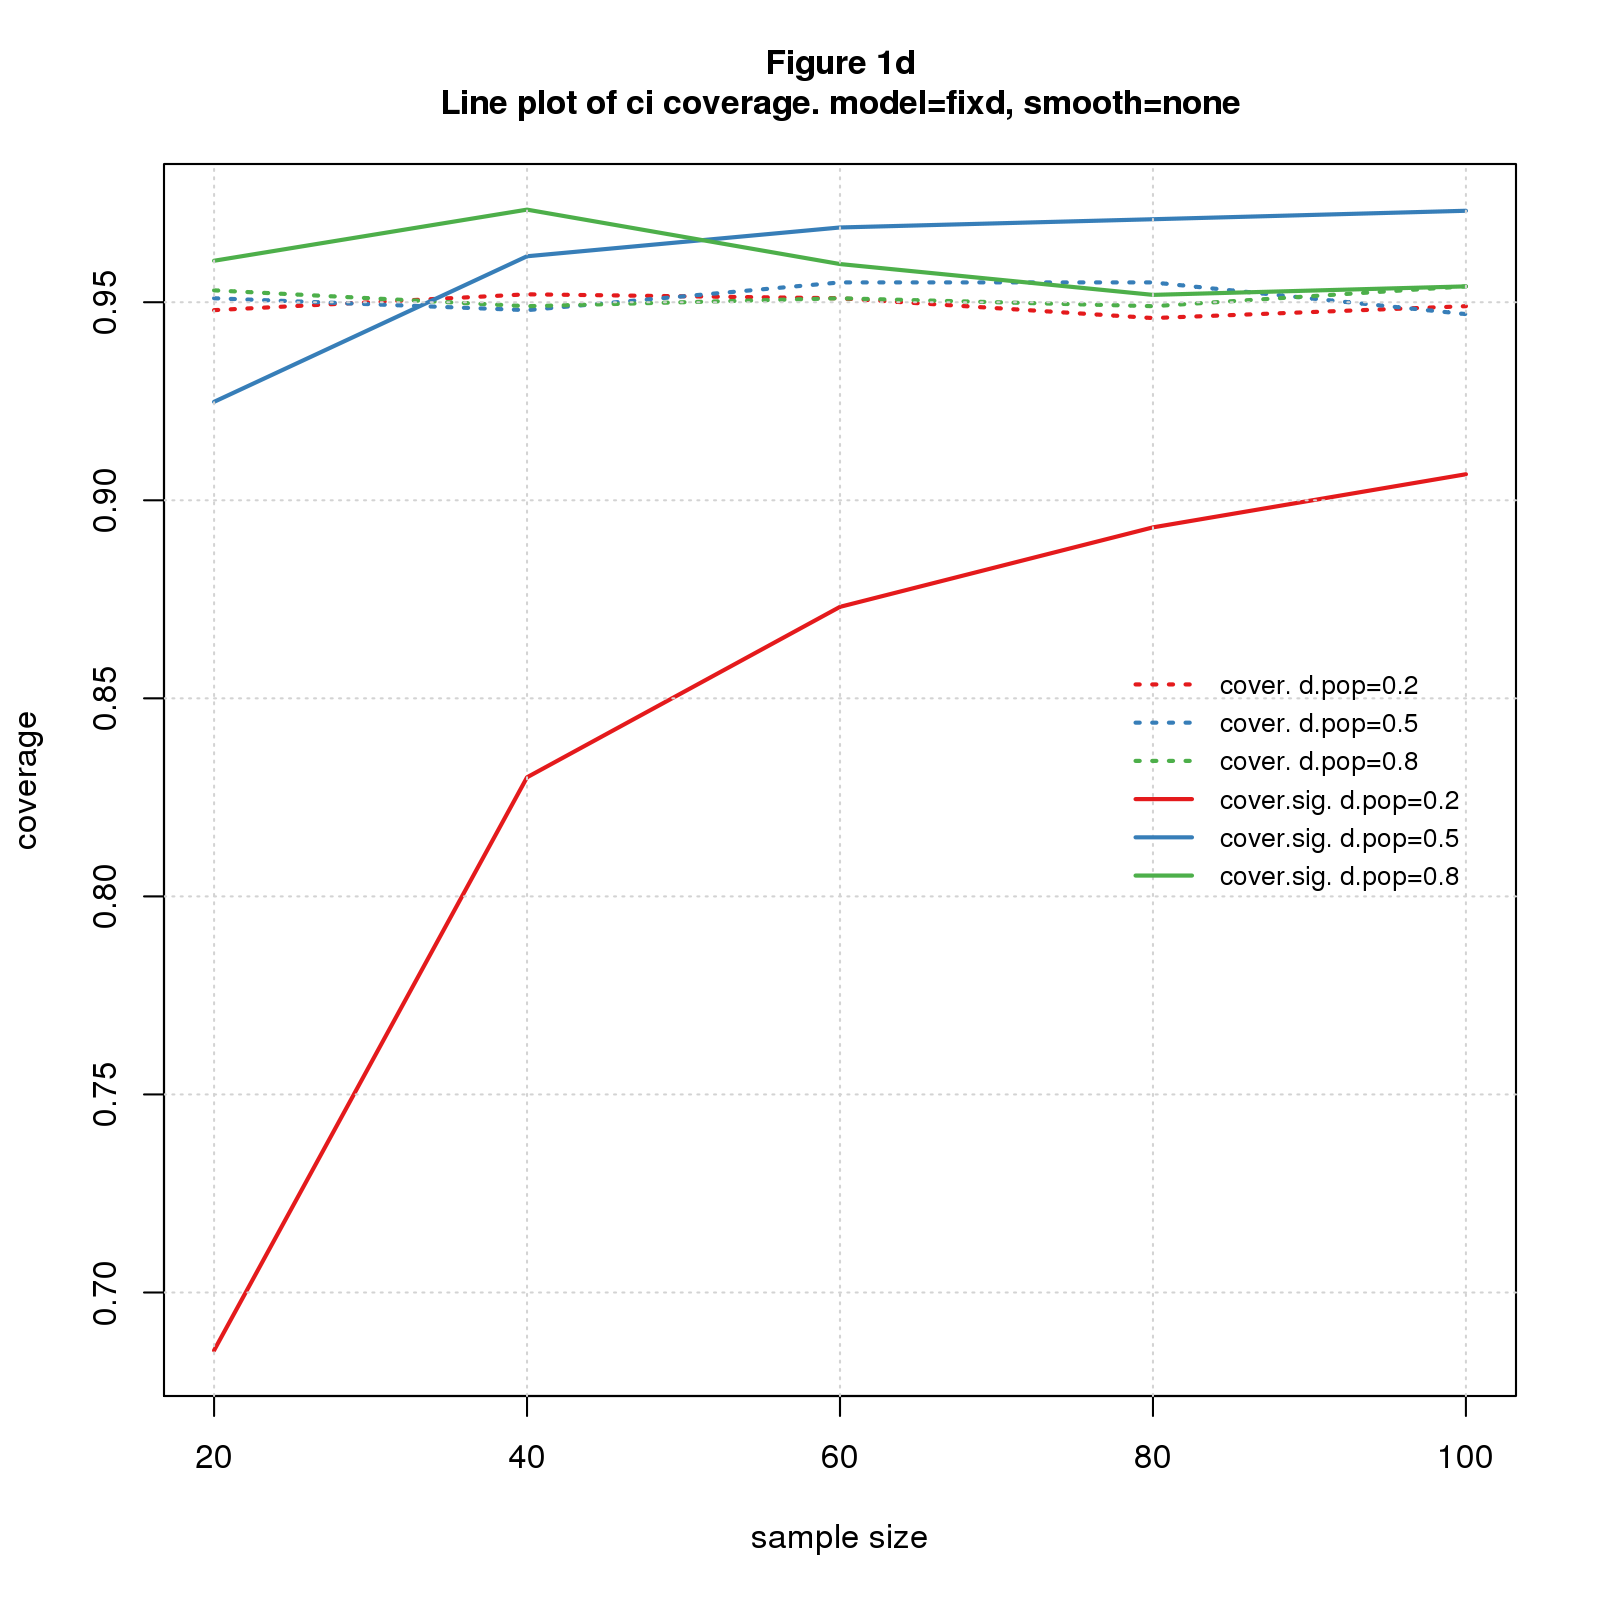 Figure 1d
Line plot of ci coverage. model=fixd, smooth=none
coverage
0.95
0.90
0.85
0.80
0.75
0.70
cover. d.pop=0.2
cover. d.pop=0.5
cover. d.pop=0.8
cover.sig. d.pop=0.2
cover.sig. d.pop=0.5
cover.sig. d.pop=0.8
20 40 60 80 100
sample size